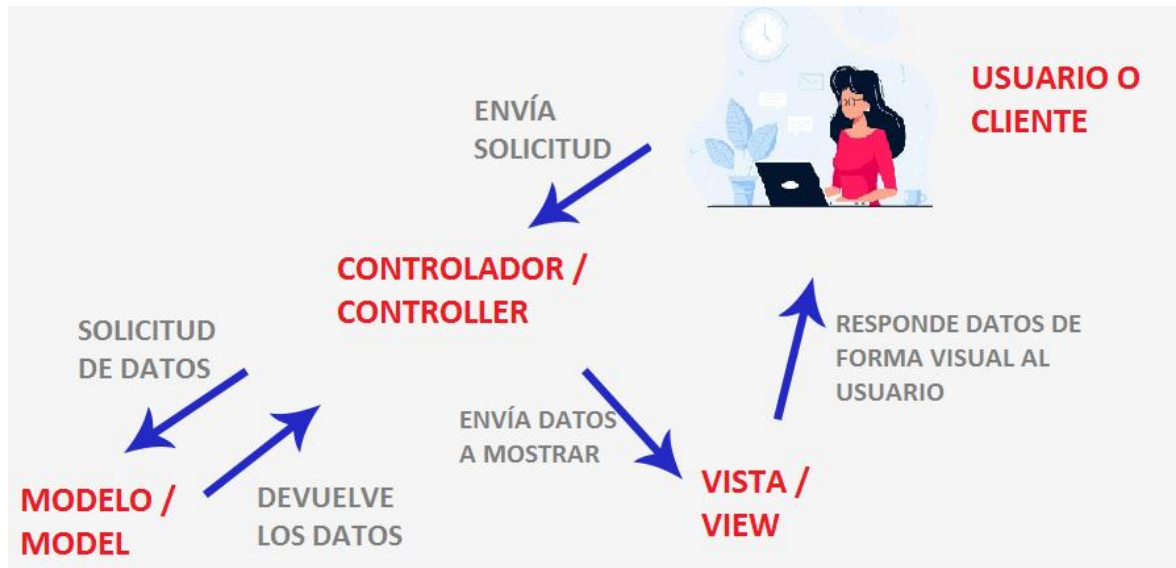 USUARIO O
CLIENTE
ENVÍA
SOLICITUD
CONTROLADOR /
CONTROLLER
SOLICITUD
DE DATOS
RESPONDE DATOS DE
FORMA VISUAL AL
USUARIO
ENVÍA DATOS
A MOSTRAR
MODELO /
MODEL
DEVUELVE
LOS DATOS
VISTA /
VIEW